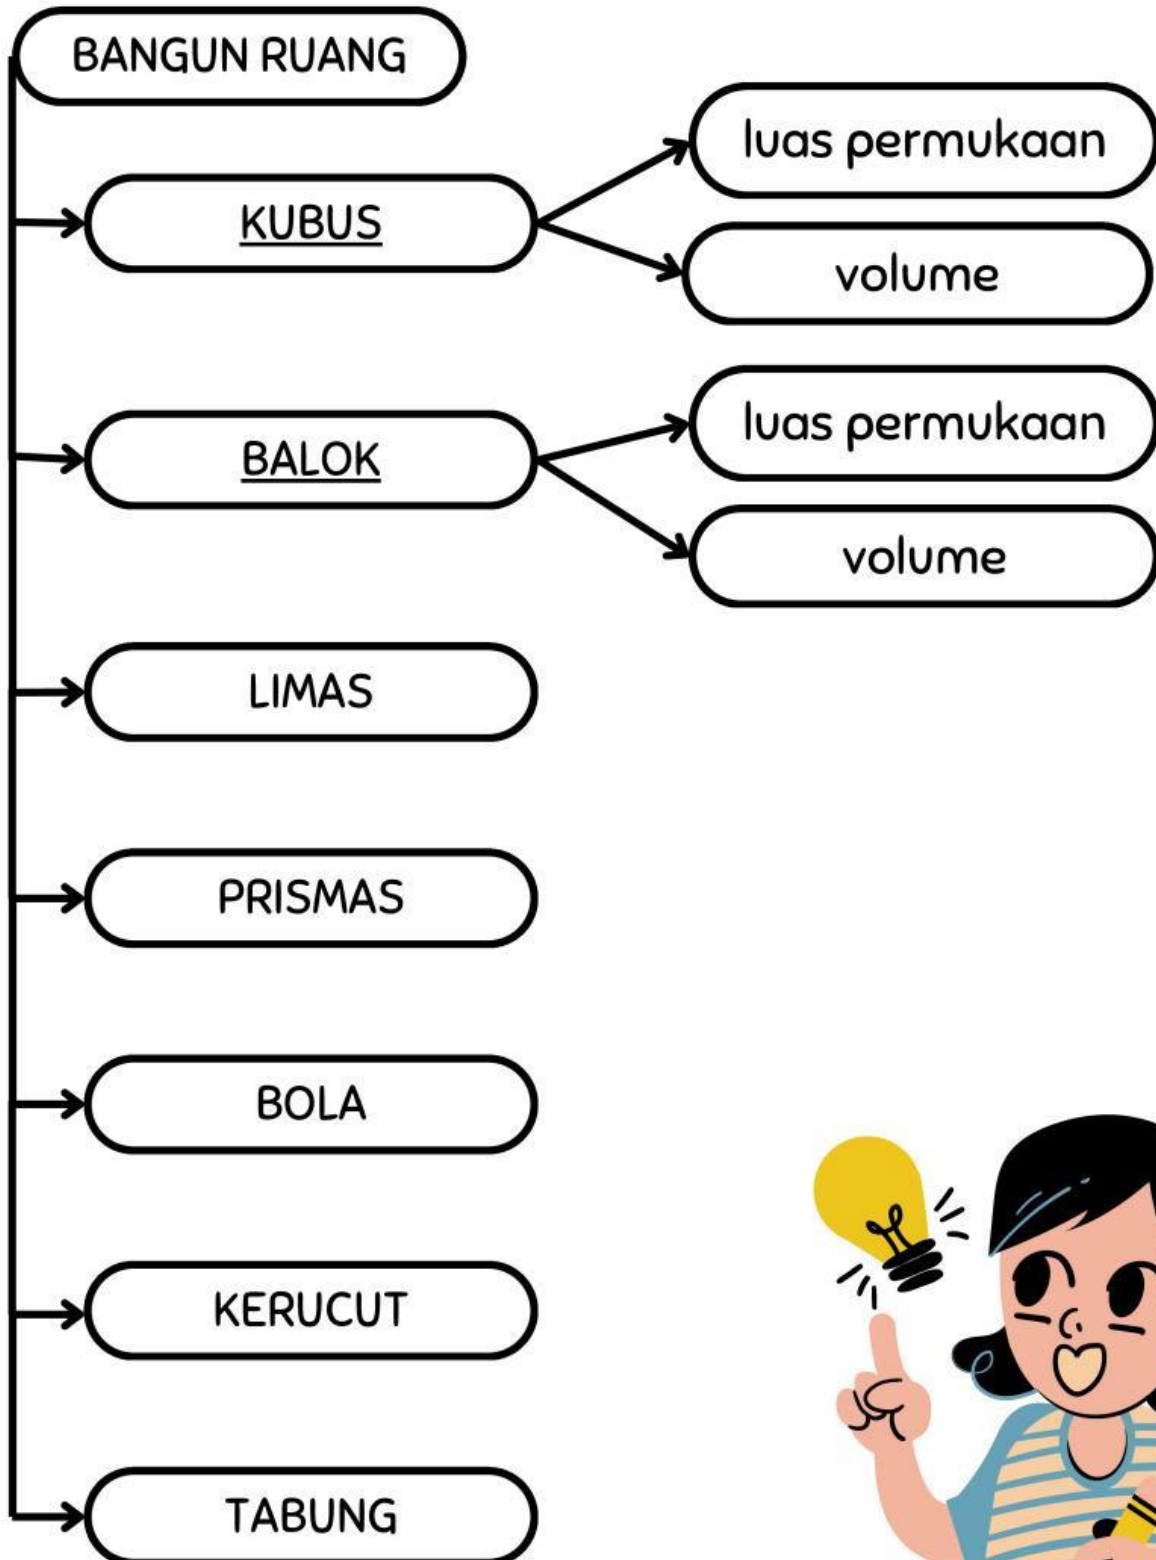 BANGUN RUANG
KUBUS
luas permukaan
volume
BALOK
luas permukaan
volume
LIMAS
PRISMAS
BOLA
KERUCUT
TABUNG